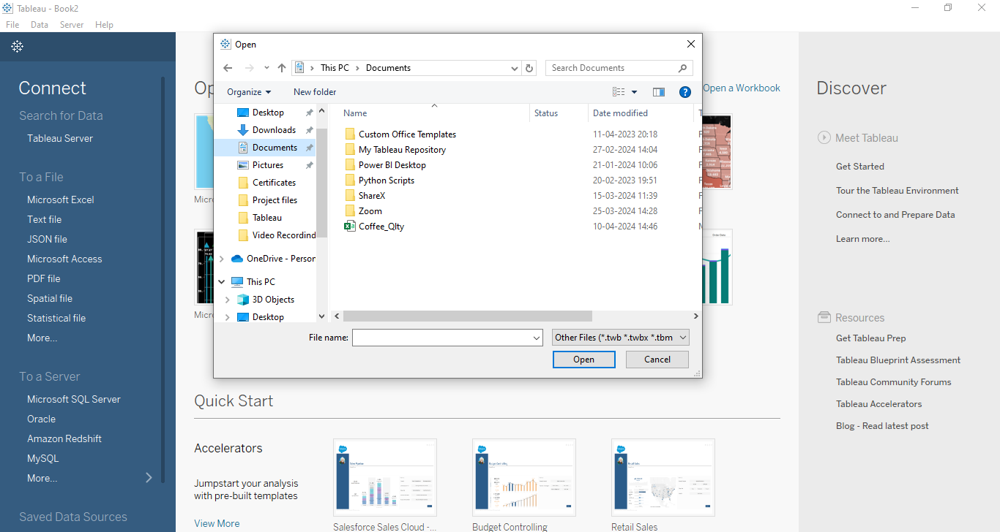 Tableau - Book2
File Data Server Help
Connect
Search for Data
Tableau Server
To a File
Microsoft Excel
Text file
JSON file
Microsoft Access
PDF file
Spatial file
Statistical file
More...
To a Server
Microsoft SQL Server
Oracle
Amazon Redshift
MySQL
More...
Saved Data Sources
Op
Open a Workbook
Micro
Micro
Open
This PC > Documents
Search Documents
Organize New folder
Desktop
Downloads
Documents
Pictures
Certificates
Project files
Tableau
Video Recordind
OneDrive - Person
This PC
3D Objects
Desktop
Name Status Date modified T
Custom Office Templates 11-04-2023 20:18 F
My Tableau Repository 27-02-2024 14:04 F
Power BI Desktop 21-01-2024 10:06 F
Python Scripts 20-02-2023 19:51 F
ShareX 15-03-2024 11:39 F
Zoom 25-03-2024 14:28 F
Coffee_Qlty 10-04-2024 14:46 M
File name: Other Files (*.twb *.twbx *.tbm
Open Cancel
Quick Start
Accelerators
Jumpstart your analysis
with pre-built templates
View More
Salesforce Sales Cloud -...
Budget Controlling
Retail Sales
Discover
Meet Tableau
Get Started
Tour the Tableau Environment
Connect to and Prepare Data
Learn more...
Resources
Get Tableau Prep
Tableau Blueprint Assessment
Tableau Community Forums
Tableau Accelerators
Blog - Read latest post